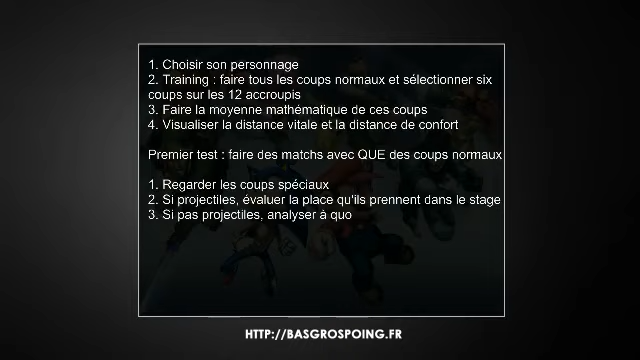 1. Choisir son personnage
2. Training : faire tous les coups normaux et sélectionner six
coups sur les 12 accroupis
3. Faire la moyenne mathématique de ces coups
4. Visualiser la distance vitale et la distance de confort
Premier test : faire des matchs avec QUE des coups normaux
1. Regarder les coups spéciaux
2. Si projectiles, évaluer la place qu'ils prennent dans le stage
3. Si pas projectiles, analyser à quo
HTTP://BASGROSPOING.FR